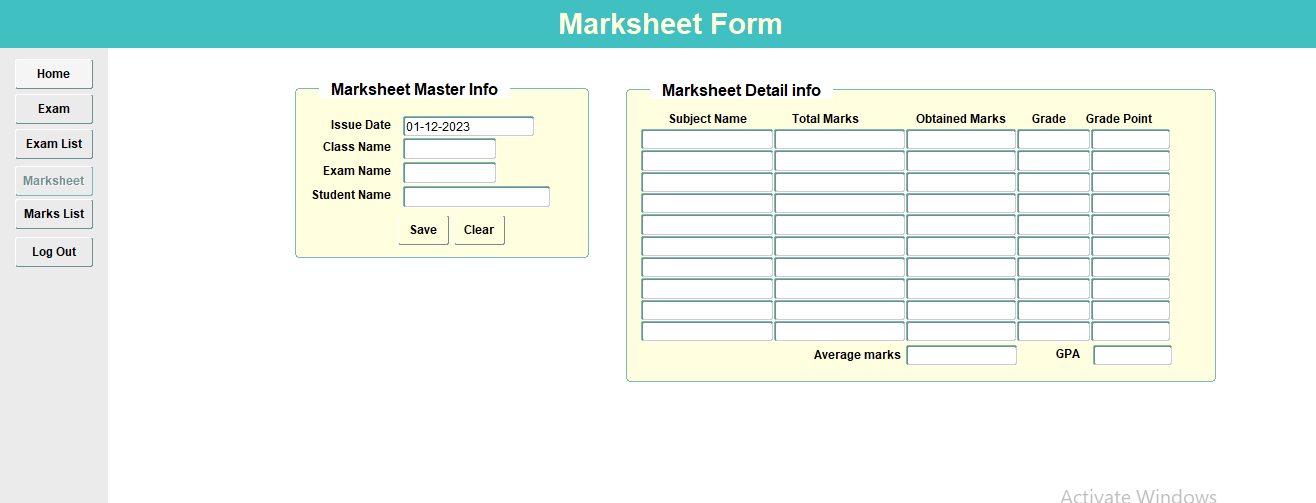 Marksheet Form
Home
Exam
Exam List
Marksheet
Marks List
Log Out
Marksheet Master Info
Issue Date 01-12-2023
Class Name
Exam Name
Student Name
Save Clear
Marksheet Detail info
Subject Name Total Marks Obtained Marks Grade Grade Point
Average marks GPA
Activate Windows